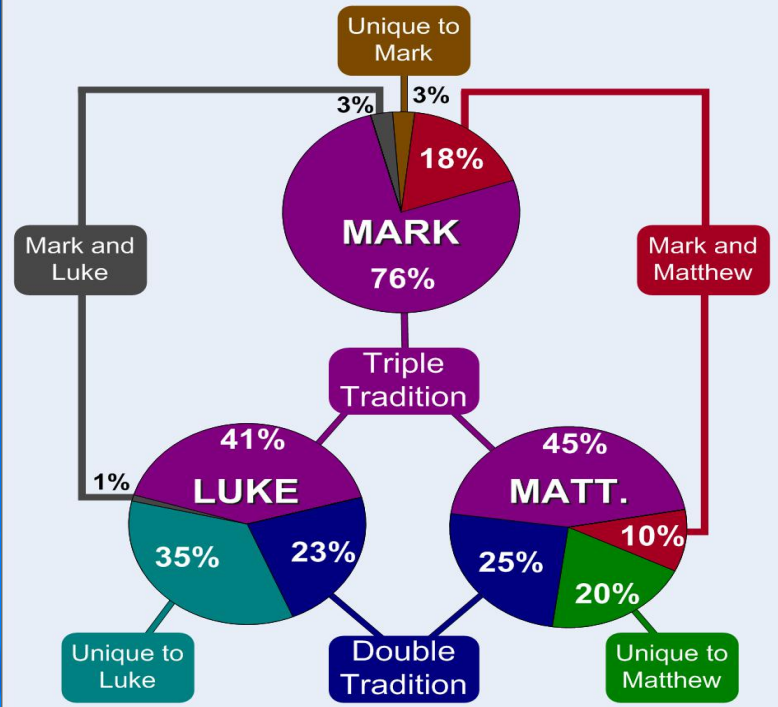 Unique to
Mark
3%
3%
18%
MARK
76%
Mark and
Luke
Mark and
Matthew
Triple
Tradition
41%
LUKE
1%
35%
23%
45%
MATT.
10%
25%
20%
Unique to
Luke
Double
Tradition
Unique to
Matthew